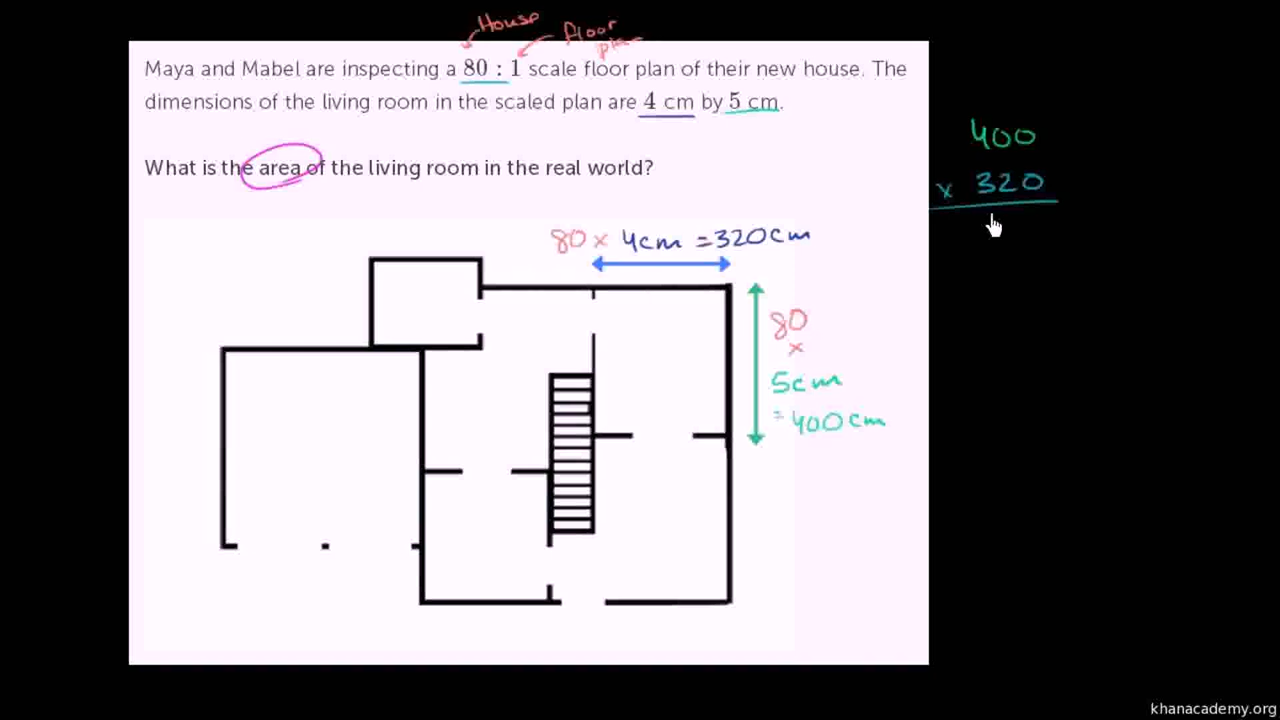 House
floor
plan
Maya and Mabel are inspecting a 80 : 1 scale floor plan of their new house. The
dimensions of the living room in the scaled plan are 4 cm by 5 cm.
What is the area of the living room in the real world?
400
x 320
80 x 4cm = 320cm
80
x
5cm
= 400cm
khanacademy.org